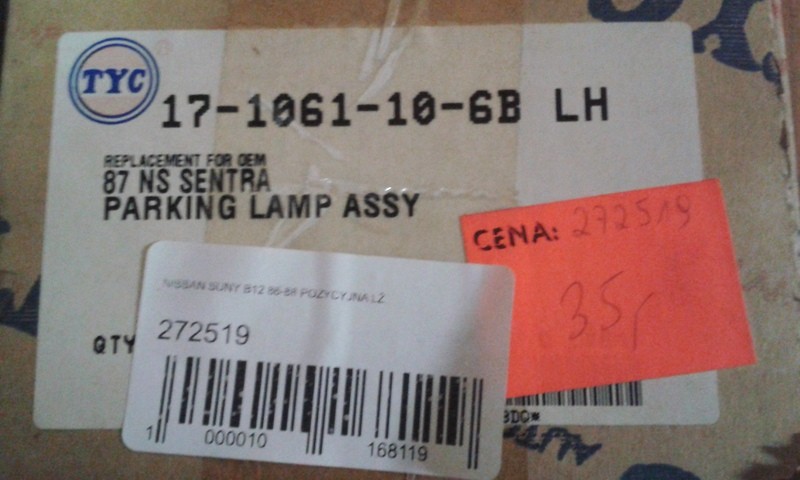 TYC
17-1061-10-6B LH
REPLACEMENT FOR OEM
87 NS SENTRA
PARKING LAMP ASSY
CENA: 272519
35,-
NISSAN SUNY B12 86-88 POZYCYJNA LZ
272519
QTY
1 000010 168119